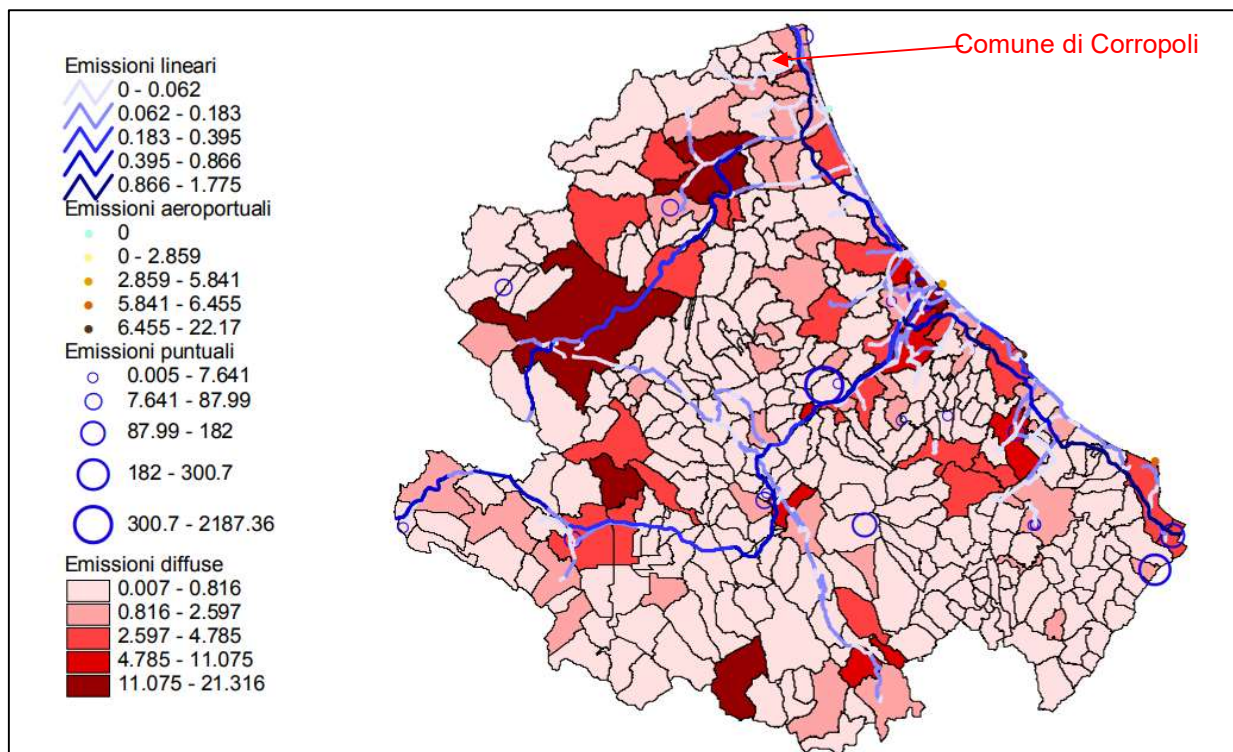 Comune di Corropoli
Emissioni lineari
0 - 0.062
0.062 - 0.183
0.183 - 0.395
0.395 - 0.866
0.866 - 1.775
Emissioni aeroportuali
0
0 - 2.859
2.859 - 5.841
5.841 - 6.455
6.455 - 22.17
Emissioni puntuali
0.005 - 7.641
7.641 - 87.99
87.99 - 182
182 - 300.7
300.7 - 2187.36
Emissioni diffuse
0.007 - 0.816
0.816 - 2.597
2.597 - 4.785
4.785 - 11.075
11.075 - 21.316